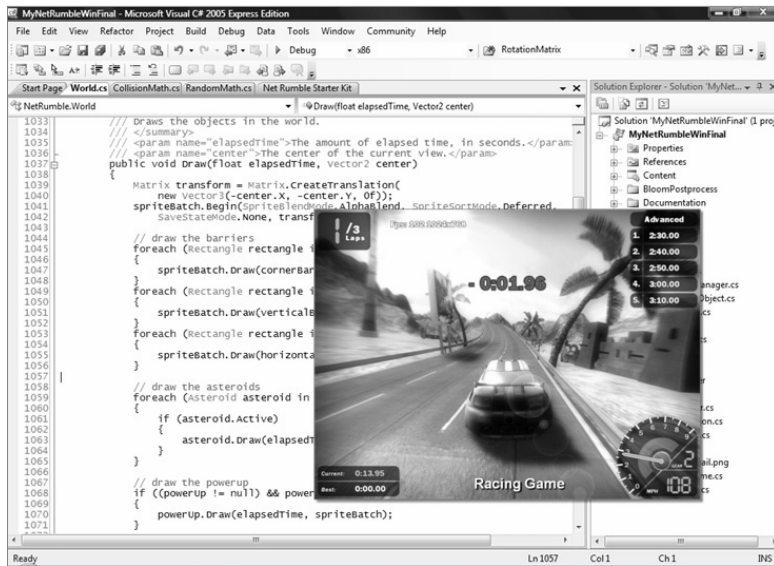 MyNetRumbleWinFinal - Microsoft Visual C# 2005 Express Edition
File Edit View Refactor Project Build Debug Data Tools Window Community Help
Debug x86 RotationMatrix
Start Page World.cs CollisionMath.cs RandomMath.cs Net Rumble Starter Kit
NetRumble.World Draw(float elapsedTime, Vector2 center)
1033 /// Draws the objects in the world.
1034 /// </summary>
1035 /// <param name="elapsedTime">The amount of elapsed time, in seconds.</param>
1036 /// <param name="center">The center of the current view.</param>
1036 public void Draw(float elapsedTime, Vector2 center)
1038 {
1039 Matrix transform = Matrix.CreateTranslation(
1040 new Vector3(-center.X, -center.Y, 0f));
1041 spriteBatch.Begin(SpriteBlendMode.AlphaBlend, SpriteSortMode.Deferred,
1042 SaveStateMode.None, transf
1043
1044 // draw the barriers
1045 foreach (Rectangle rectangle i
1046 {
1047 spriteBatch.Draw(cornerBar
1048 }
1049 foreach (Rectangle rectangle i
1050 {
1051 spriteBatch.Draw(verticalB
1052 }
1053 foreach (Rectangle rectangle i
1054 {
1055 spriteBatch.Draw(horizonta
1056 }
1057
1058 // draw the asteroids
1059 foreach (Asteroid asteroid in
1060 {
1061 if (asteroid.Active)
1062 {
1063 asteroid.Draw(elapsedT
1064 }
1065 }
1066
1067 // draw the powerup
1068 if ((powerUp != null) && powe
1069 {
1070 powerUp.Draw(elapsedTime, spriteBatch);
1071 }
Solution Explorer - Solution 'MyNet...
Solution 'MyNetRumbleWinFinal' (1 proj
MyNetRumbleWinFinal
Properties
References
Content
BloomPostprocess
Documentation
anager.cs
Object.cs
cs
er
r.cs
on.cs
cs
ail.png
me.cs
cs
1/3
Laps
Fps: 102 1024x768
- 0:01.96
Advanced
1. 2:30.00
2. 2:40.00
3. 2:50.00
4. 3:00.00
5. 3:10.00
Current: 0:13.95
Best: 0:00.00
Racing Game
GEAR 2
MPH 108
Ready Ln 1057 Col 1 Ch 1 INS